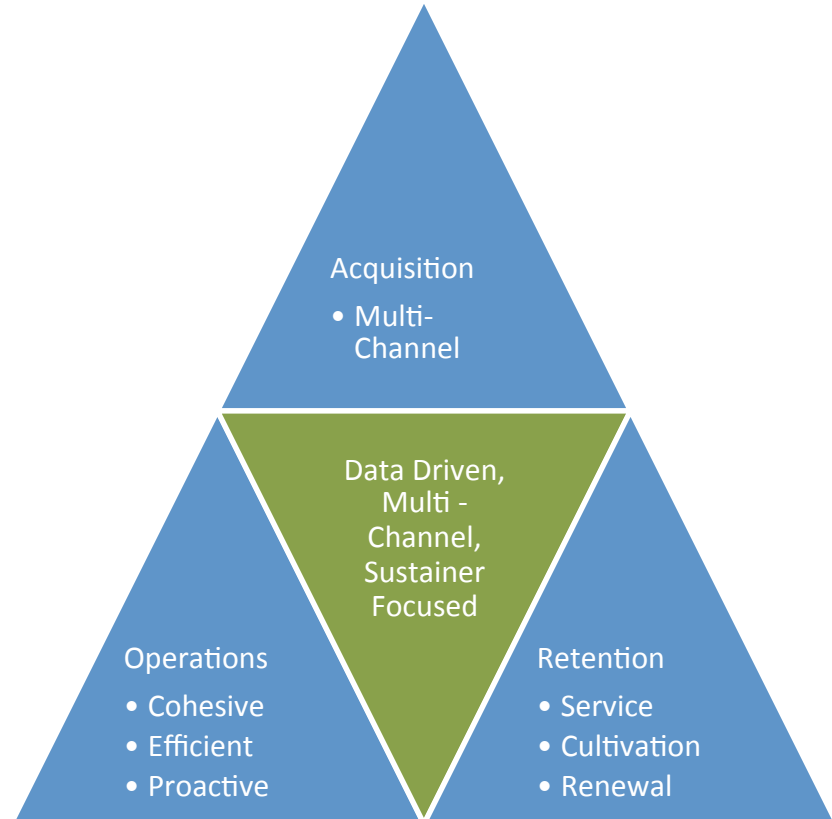 Acquisition
• Multi-
Channel
Data Driven,
Multi -
Channel,
Sustainer
Focused
Operations
• Cohesive
• Efficient
• Proactive
Retention
• Service
• Cultivation
• Renewal